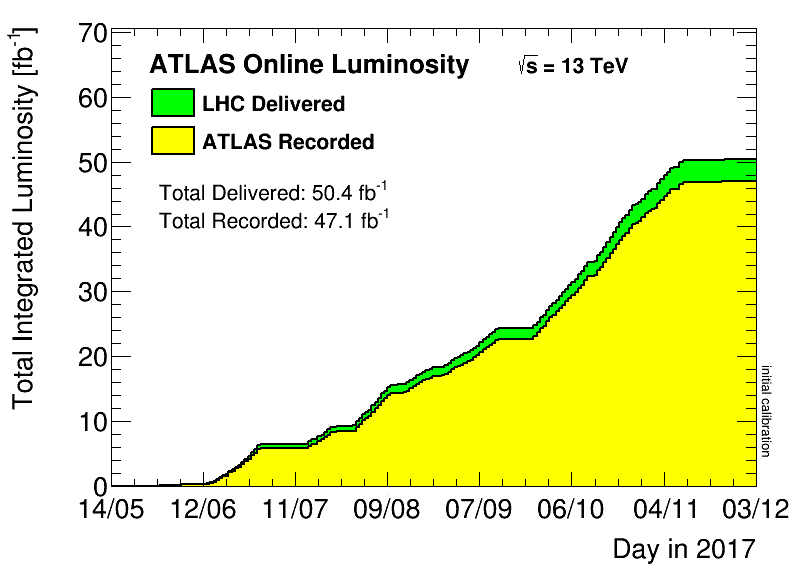 Total Integrated Luminosity [fb⁻¹]
70
60
50
40
30
20
10
0
ATLAS Online Luminosity √s = 13 TeV
LHC Delivered
ATLAS Recorded
Total Delivered: 50.4 fb⁻¹
Total Recorded: 47.1 fb⁻¹
initial calibration
14/05 12/06 11/07 09/08 07/09 06/10 04/11 03/12
Day in 2017